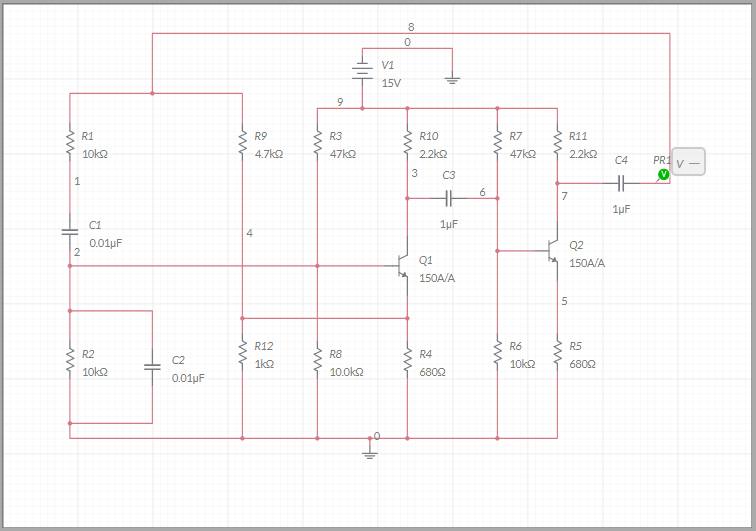 8
0
V1
15V
9
R1
10kΩ
R9
4.7kΩ
R3
47kΩ
R10
2.2kΩ
R7
47kΩ
R11
2.2kΩ
C4
1µF
PR1
V
V —
1
3
C3
1µF
6
7
C1
0.01µF
2
4
Q1
150A/A
Q2
150A/A
5
R2
10kΩ
C2
0.01µF
R12
1kΩ
R8
10.0kΩ
R4
680Ω
R6
10kΩ
R5
680Ω
0